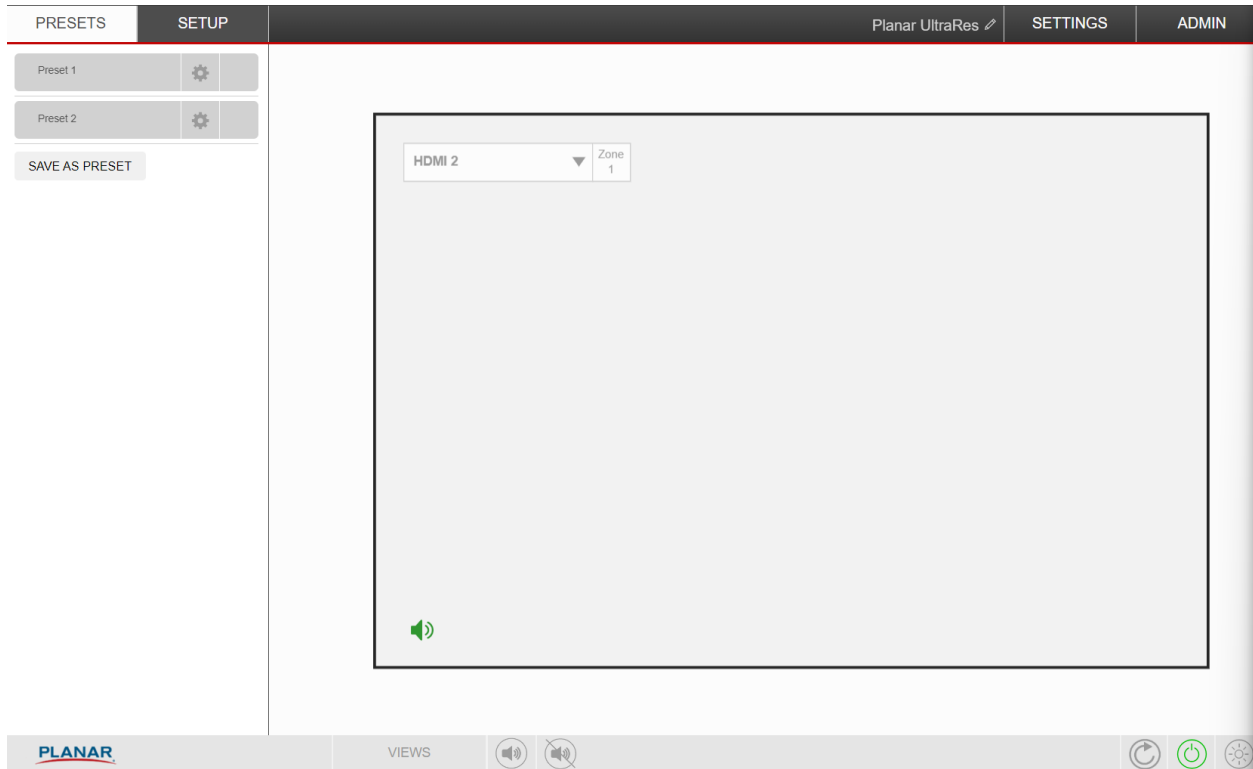 PRESETS
SETUP
Planar UltraRes
SETTINGS
ADMIN
Preset 1
Preset 2
SAVE AS PRESET
HDMI 2
Zone
1
PLANAR
VIEWS